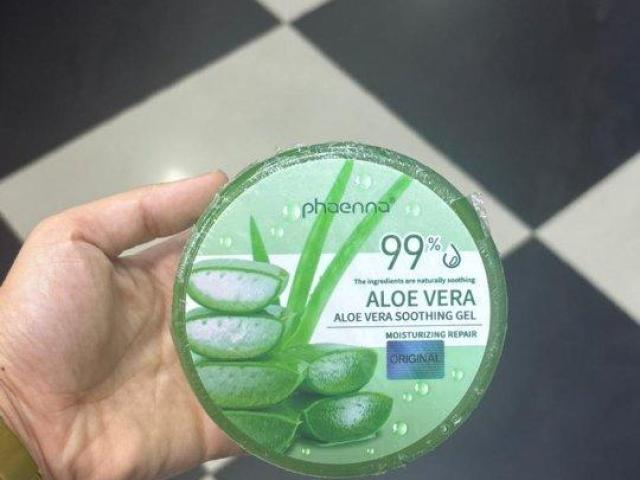 phaenna
99%
The ingredients are naturally soothing
ALOE VERA
ALOE VERA SOOTHING GEL
MOISTURIZING REPAIR
ORIGINAL